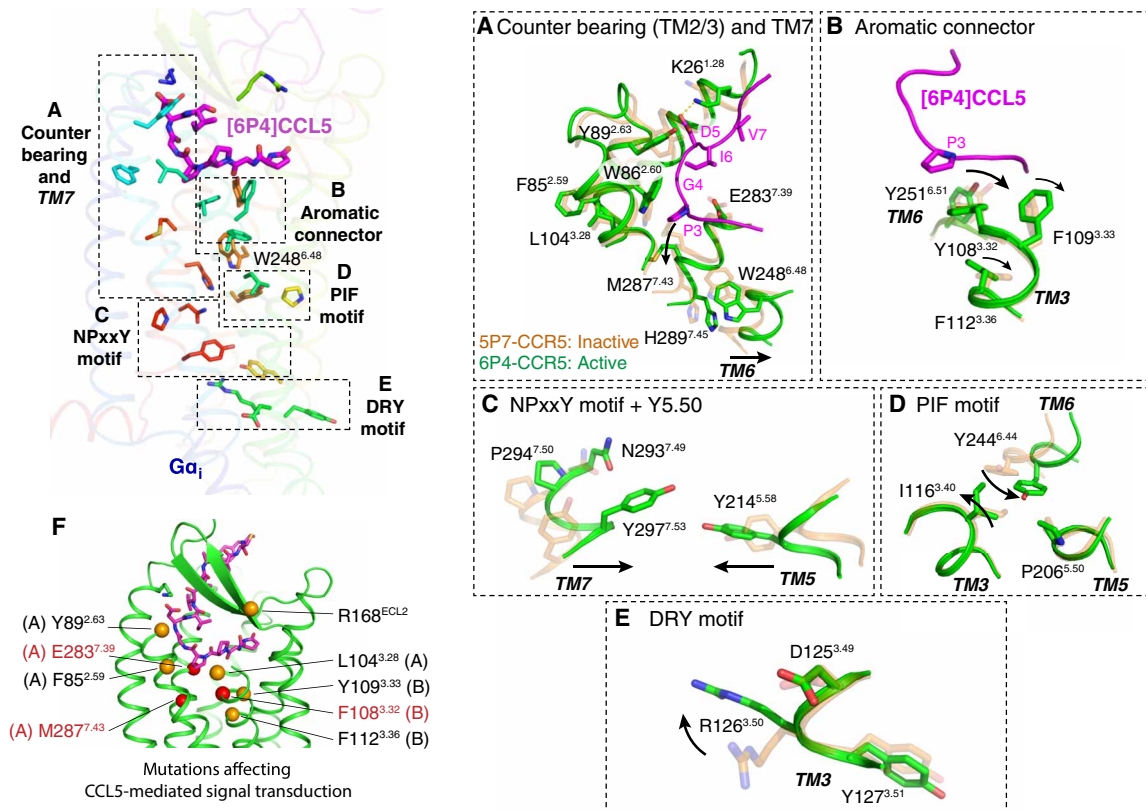 A
Counter
bearing
and
TM7
[6P4]CCL5
B
Aromatic
connector
W248^6.48
D
PIF
motif
C
NPxxY
motif
E
DRY
motif
Gαi
A Counter bearing (TM2/3) and TM7
K26^1.28
Y89^2.63
D5
V7
I6
W86^2.60
F85^2.59
G4
E283^7.39
L104^3.28
P3
M287^7.43
W248^6.48
H289^7.45
5P7-CCR5: Inactive
6P4-CCR5: Active
TM6
B Aromatic connector
[6P4]CCL5
P3
Y251^6.51
TM6
Y108^3.32
F109^3.33
TM3
F112^3.36
C NPxxY motif + Y5.50
P294^7.50
N293^7.49
Y214^5.58
Y297^7.53
TM7
TM5
D PIF motif
TM6
Y244^6.44
I116^3.40
TM3
P206^5.50
TM5
E DRY motif
D125^3.49
R126^3.50
TM3
Y127^3.51
F
R168^ECL2
(A) Y89^2.63
(A) E283^7.39
(A) F85^2.59
(A) M287^7.43
L104^3.28 (A)
Y109^3.33 (B)
F108^3.32 (B)
F112^3.36 (B)
Mutations affecting
CCL5-mediated signal transduction